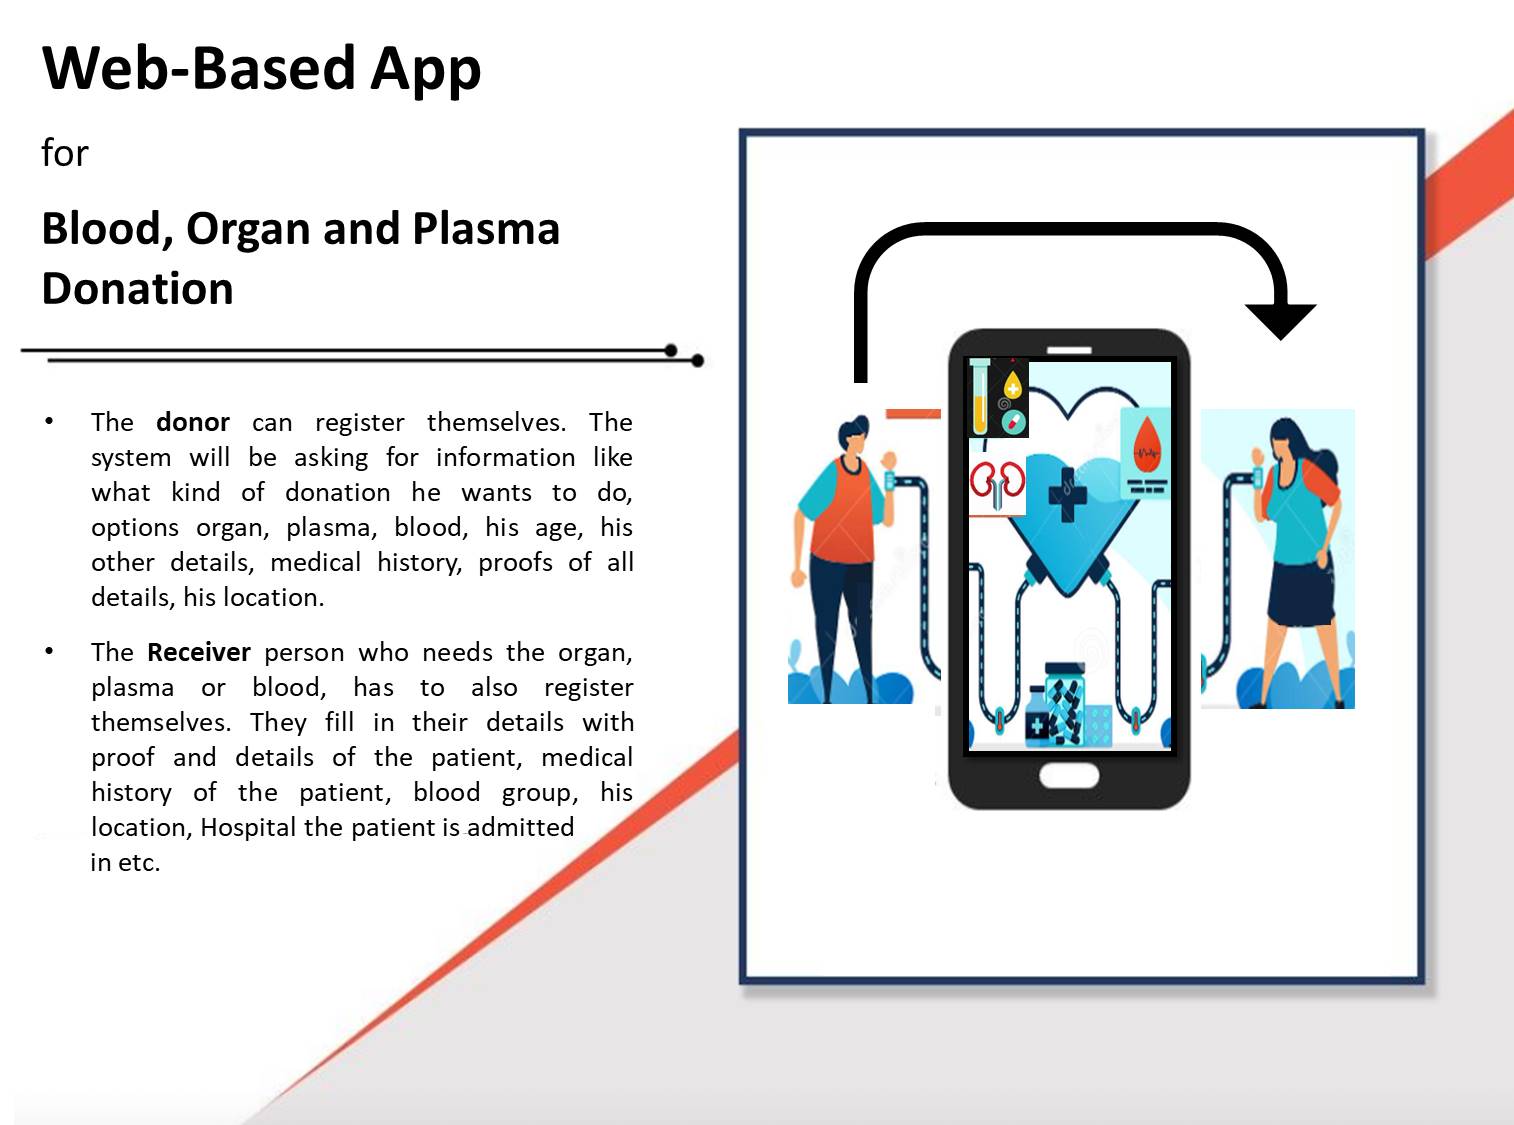 Web-Based App
for
Blood, Organ and Plasma
Donation
• The donor can register themselves. The
system will be asking for information like
what kind of donation he wants to do,
options organ, plasma, blood, his age, his
other details, medical history, proofs of all
details, his location.
• The Receiver person who needs the organ,
plasma or blood, has to also register
themselves. They fill in their details with
proof and details of the patient, medical
history of the patient, blood group, his
location, Hospital the patient is admitted
in etc.